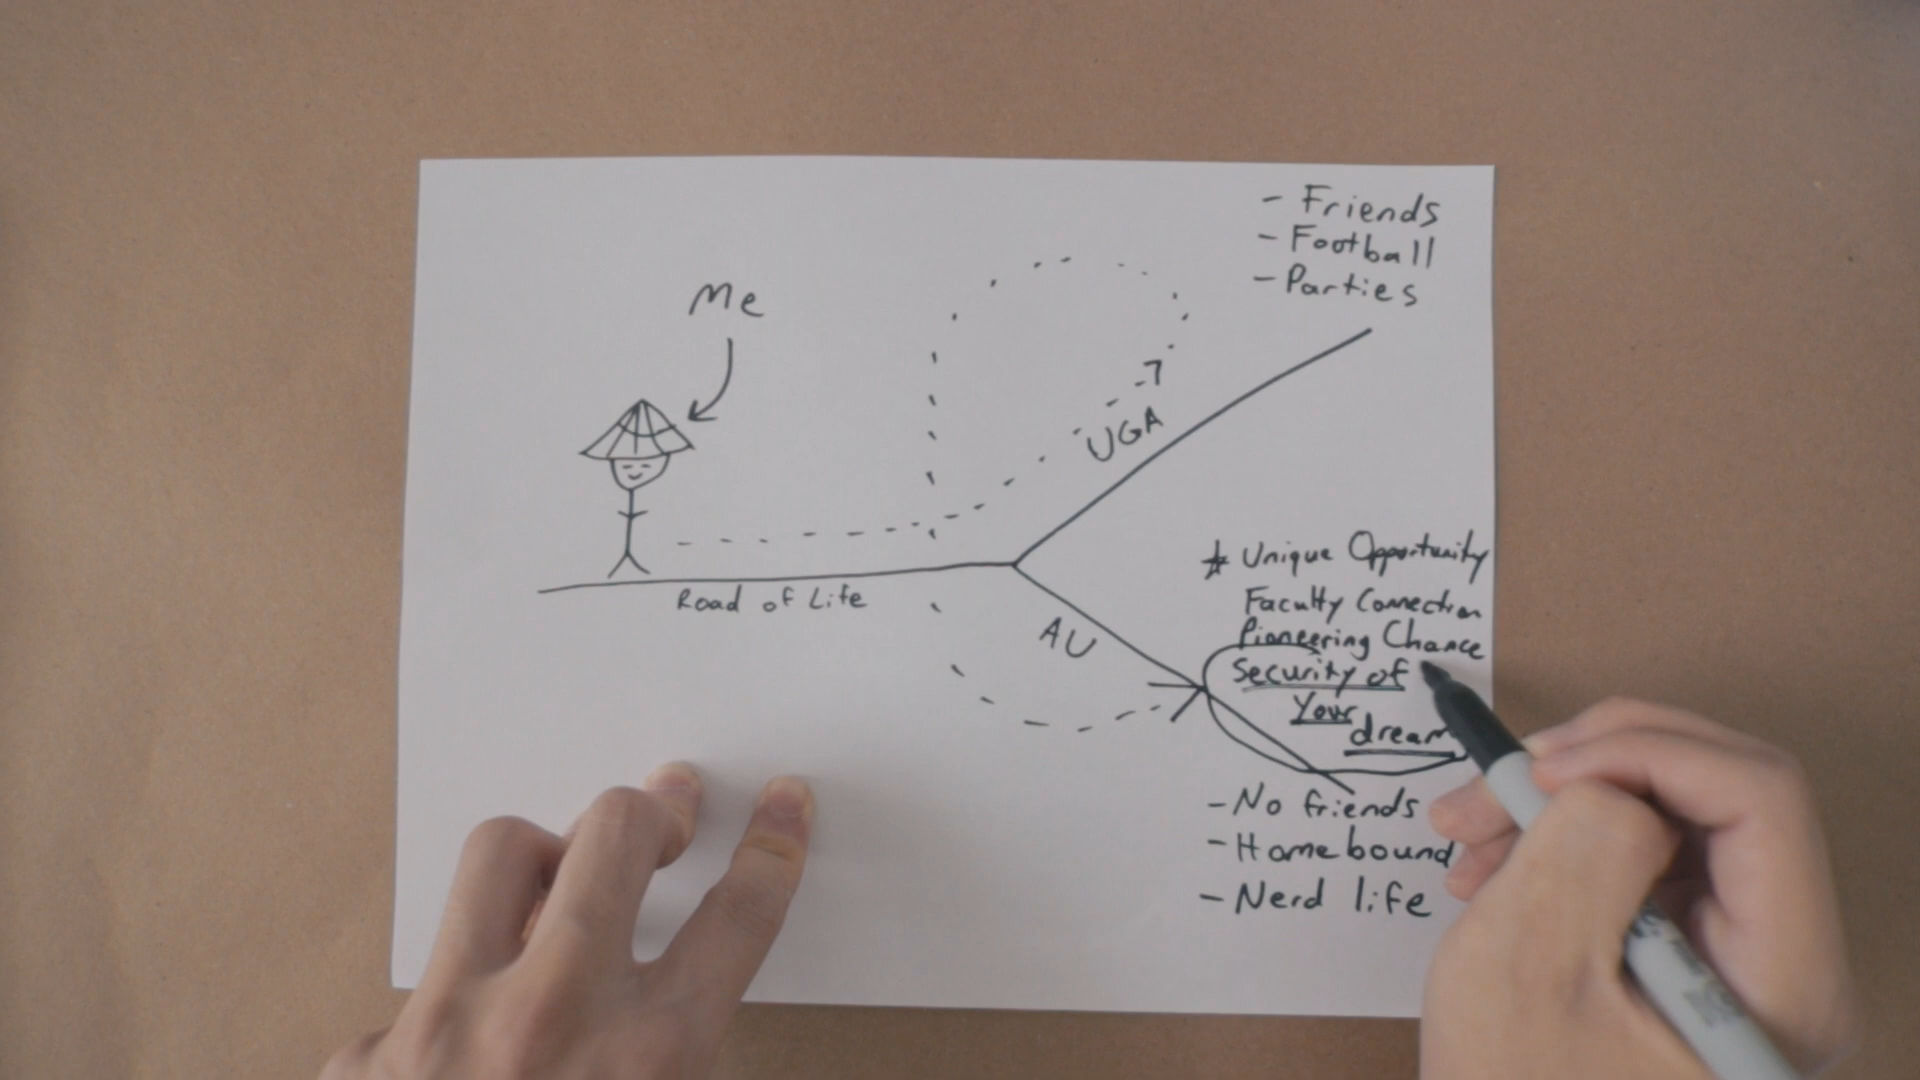 - Friends
- Football
- Parties
Me
UGA
Road of Life
AU
* Unique Opportunity
Faculty Connection
Pioneering Chance
Security of
Your
dream
- No friends
- Homebound
- Nerd life